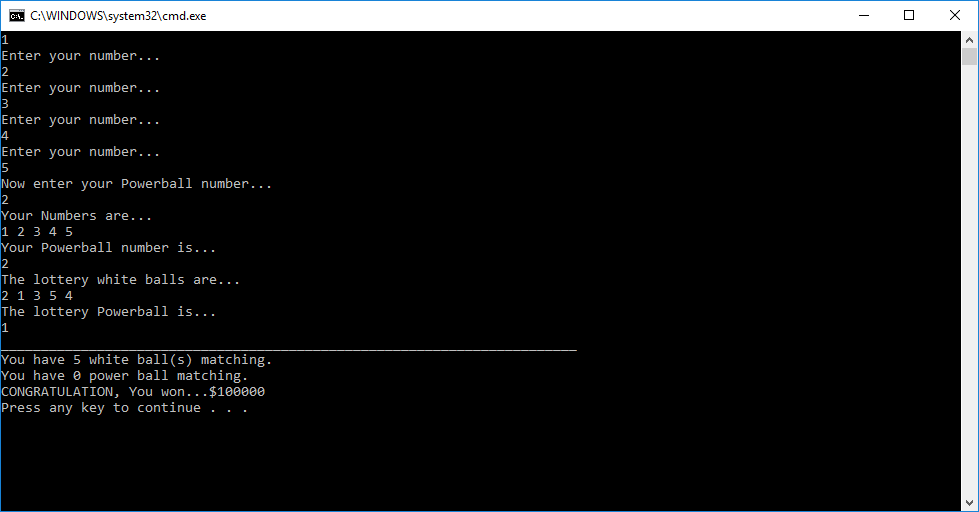 C:\WINDOWS\system32\cmd.exe
1
Enter your number...
2
Enter your number...
3
Enter your number...
4
Enter your number...
5
Now enter your Powerball number...
2
Your Numbers are...
1 2 3 4 5
Your Powerball number is...
2
The lottery white balls are...
2 1 3 5 4
The lottery Powerball is...
1
________________________________________________________________________
You have 5 white ball(s) matching.
You have 0 power ball matching.
CONGRATULATION, You won...$100000
Press any key to continue . . .